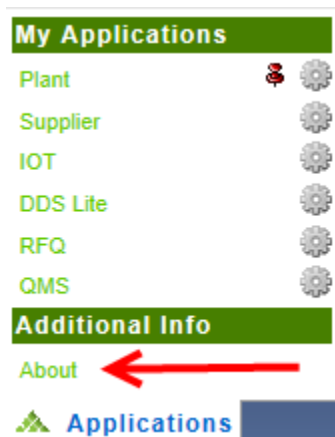 My Applications
Plant
Supplier
IOT
DDS Lite
RFQ
QMS
Additional Info
About
Applications